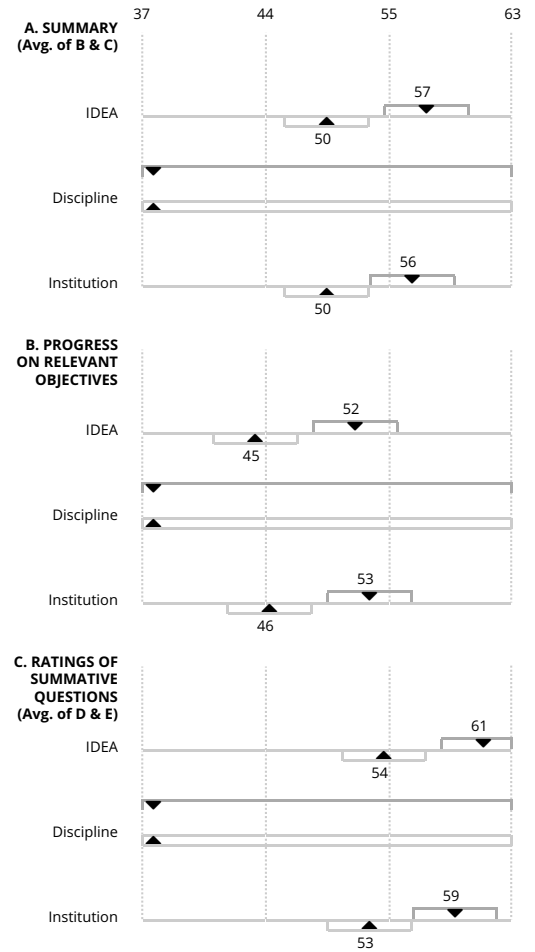 37 44 55 63
A. SUMMARY
(Avg. of B & C)
57
IDEA
50
Discipline
56
Institution
50
B. PROGRESS
ON RELEVANT
OBJECTIVES
52
IDEA
45
Discipline
53
Institution
46
C. RATINGS OF
SUMMATIVE
QUESTIONS
(Avg. of D & E)
61
IDEA
54
Discipline
59
Institution
53